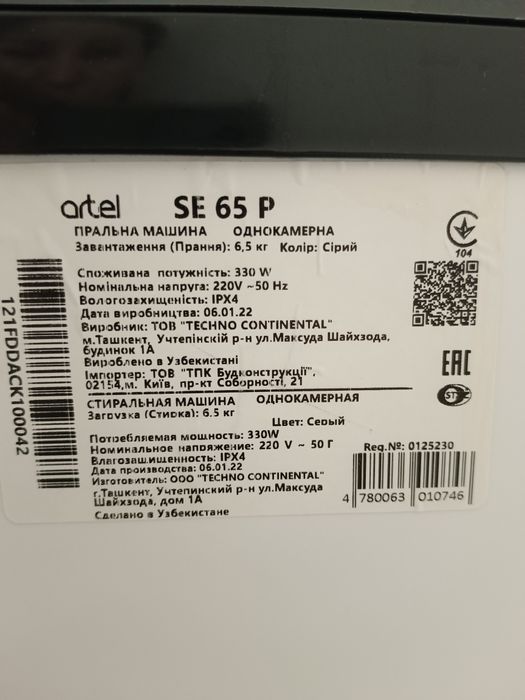 artel SE 65 P
ПРАЛЬНА МАШИНА ОДНОКАМЕРНА
Завантаження (Прання): 6,5 кг Колір: Сірий
104
Споживана потужність: 330 W
Номінальна напруга: 220V ~50 Hz
Вологозахищеність: IPX4
Дата виробництва: 06.01.22
Виробник: ТОВ "TECHNO CONTINENTAL"
м.Ташкент, Учтепінскій р-н ул.Максуда Шайхзода,
будинок 1А
Вироблено в Узбекистані
Імпортер: ТОВ "ТПК Будконструкції",
02154,м. Київ, пр-кт Соборності, 21
EAC
СТИРАЛЬНАЯ МАШИНА ОДНОКАМЕРНАЯ
Загрузка (Стирка): 6.5 кг
Цвет: Серый
Потребляемая мощность: 330W
Номинальное напряжение: 220 V ~ 50 Г
Влагозащищенность: IPX4
Дата производства: 06.01.22
Изготовитель: ООО "TECHNO CONTINENTAL"
г.Ташкент, Учтепинский р-н ул.Максуда
Шайхзода, дом 1А
Сделано в Узбекистане
Reg.№: 0125230
4 780063 010746
121FDDACK100042